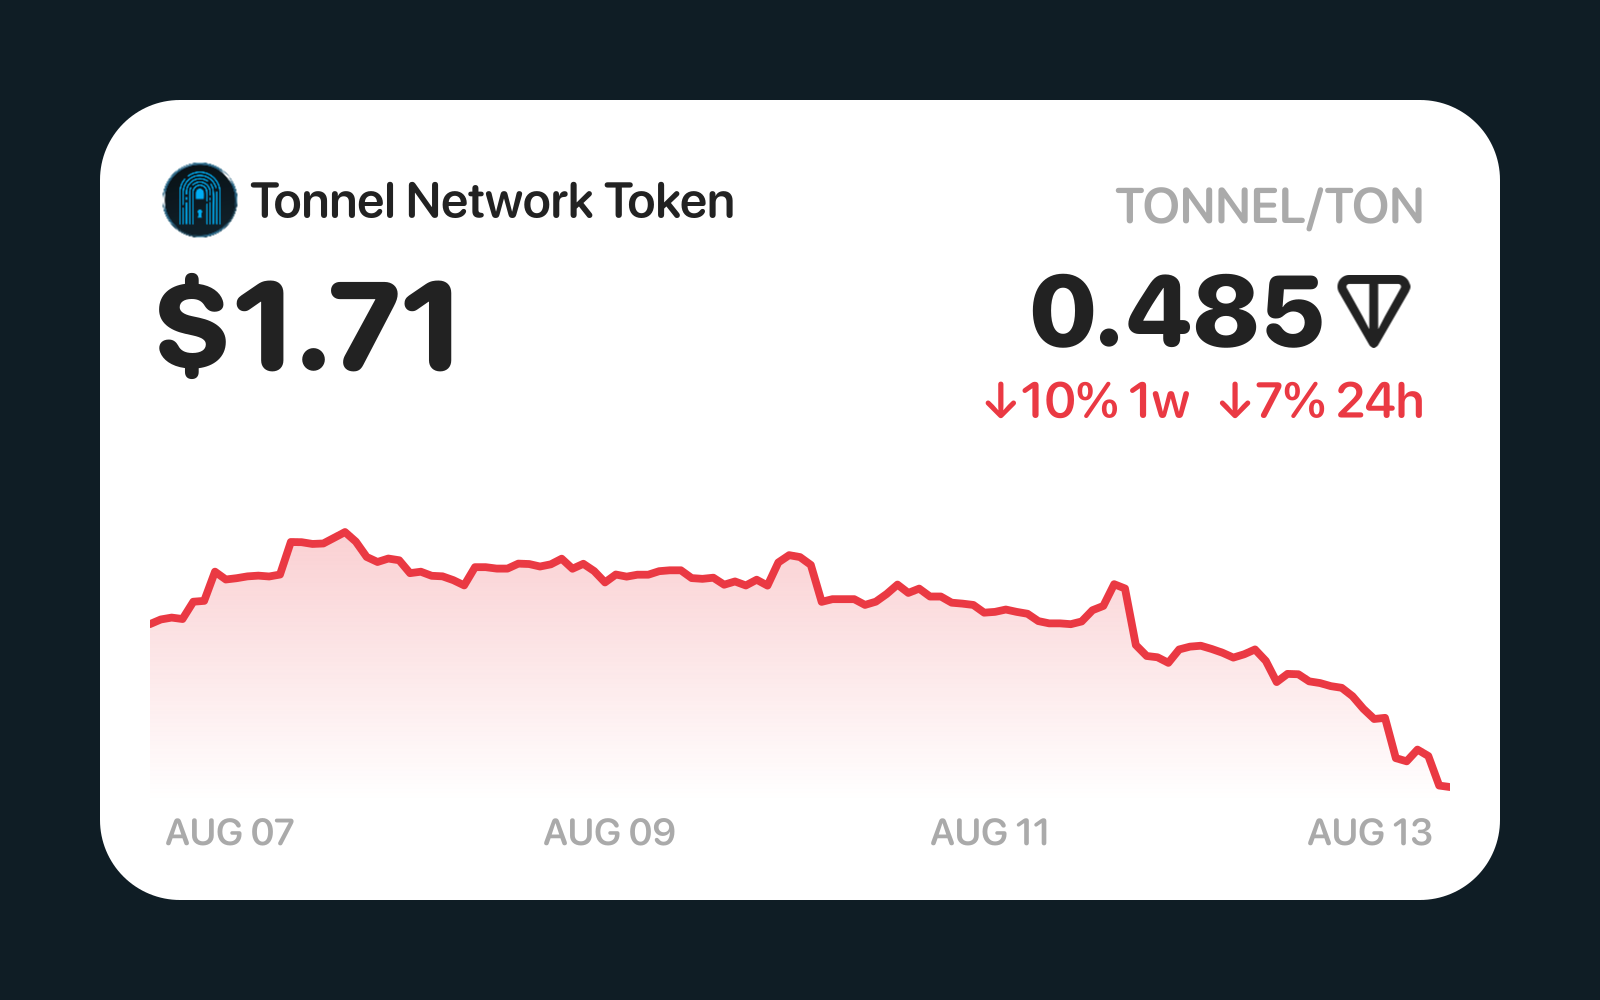 Tonnel Network Token
TONNEL/TON
$1.71
0.485
↓10% 1w ↓7% 24h
AUG 07 AUG 09 AUG 11 AUG 13